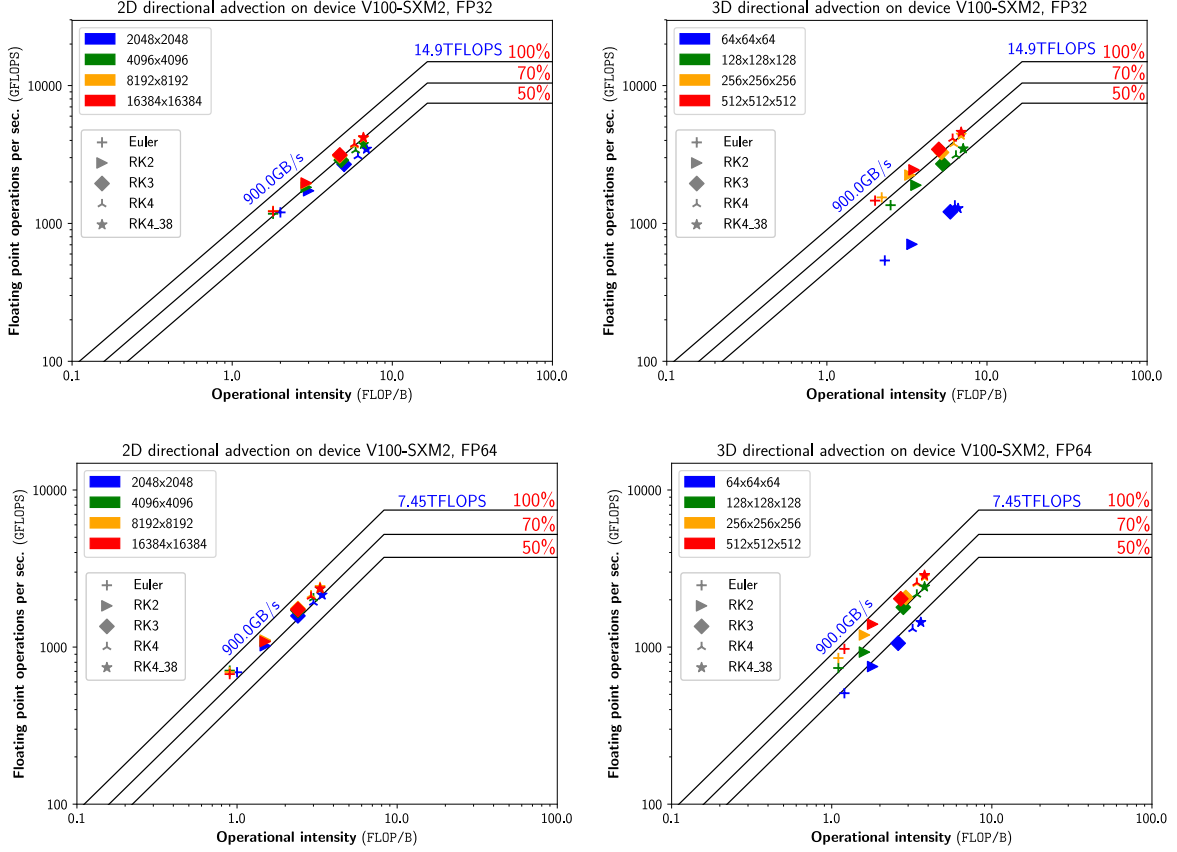 2D directional advection on device V100-SXM2, FP32
Floating point operations per sec. (GFLOPS)
10000
1000
100
2048x2048
4096x4096
8192x8192
16384x16384
Euler
RK2
RK3
RK4
RK4_38
900.0GB/s
14.9TFLOPS
100%
70%
50%
0.1
1.0
10.0
100.0
Operational intensity (FLOP/B)
3D directional advection on device V100-SXM2, FP32
Floating point operations per sec. (GFLOPS)
10000
1000
100
64x64x64
128x128x128
256x256x256
512x512x512
Euler
RK2
RK3
RK4
RK4_38
900.0GB/s
14.9TFLOPS
100%
70%
50%
0.1
1.0
10.0
100.0
Operational intensity (FLOP/B)
2D directional advection on device V100-SXM2, FP64
Floating point operations per sec. (GFLOPS)
10000
1000
100
2048x2048
4096x4096
8192x8192
16384x16384
Euler
RK2
RK3
RK4
RK4_38
900.0GB/s
7.45TFLOPS
100%
70%
50%
0.1
1.0
10.0
100.0
Operational intensity (FLOP/B)
3D directional advection on device V100-SXM2, FP64
Floating point operations per sec. (GFLOPS)
10000
1000
100
64x64x64
128x128x128
256x256x256
512x512x512
Euler
RK2
RK3
RK4
RK4_38
900.0GB/s
7.45TFLOPS
100%
70%
50%
0.1
1.0
10.0
100.0
Operational intensity (FLOP/B)